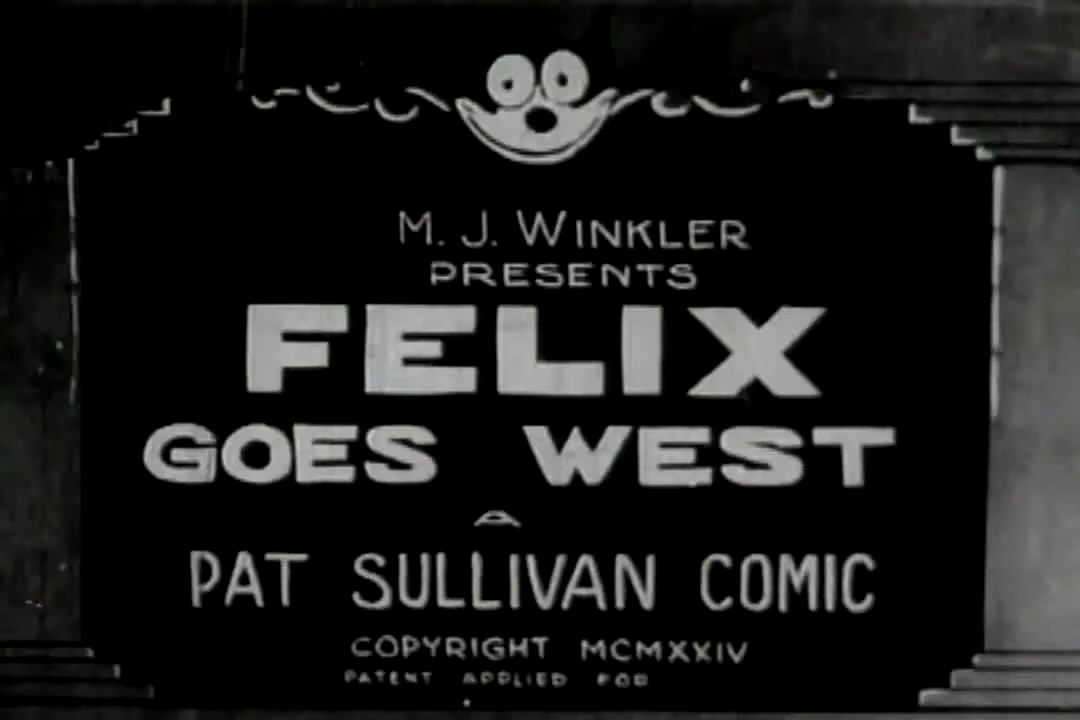 M. J. WINKLER
PRESENTS
FELIX
GOES WEST
A
PAT SULLIVAN COMIC
COPYRIGHT MCMXXIV
PATENT APPLIED FOR